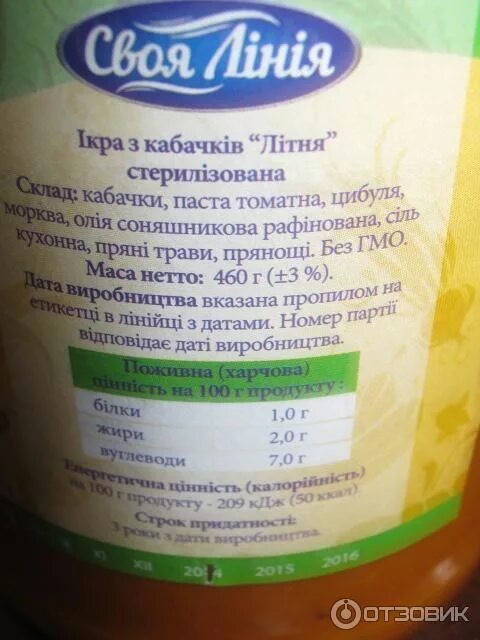 Своя Лінія
Ікра з кабачків “Літня”
стерилізована
Склад: кабачки, паста томатна, цибуля,
морква, олія соняшникова рафінована, сіль
кухонна, пряні трави, прянощі. Без ГМО.
Маса нетто: 460 г (±3 %).
Дата виробництва вказана пропилом на
етикетці в лінійці з датами. Номер партії
відповідає даті виробництва.
Поживна (харчова)
цінність на 100 г продукту:
білки 1,0 г
жири 2,0 г
вуглеводи 7,0 г
Енергетична цінність (калорійність)
на 100 г продукту - 209 кДж (50 ккал).
Строк придатності:
3 роки з дати виробництва.
X XI XII 2014 2015 2016
ОТЗОВИК